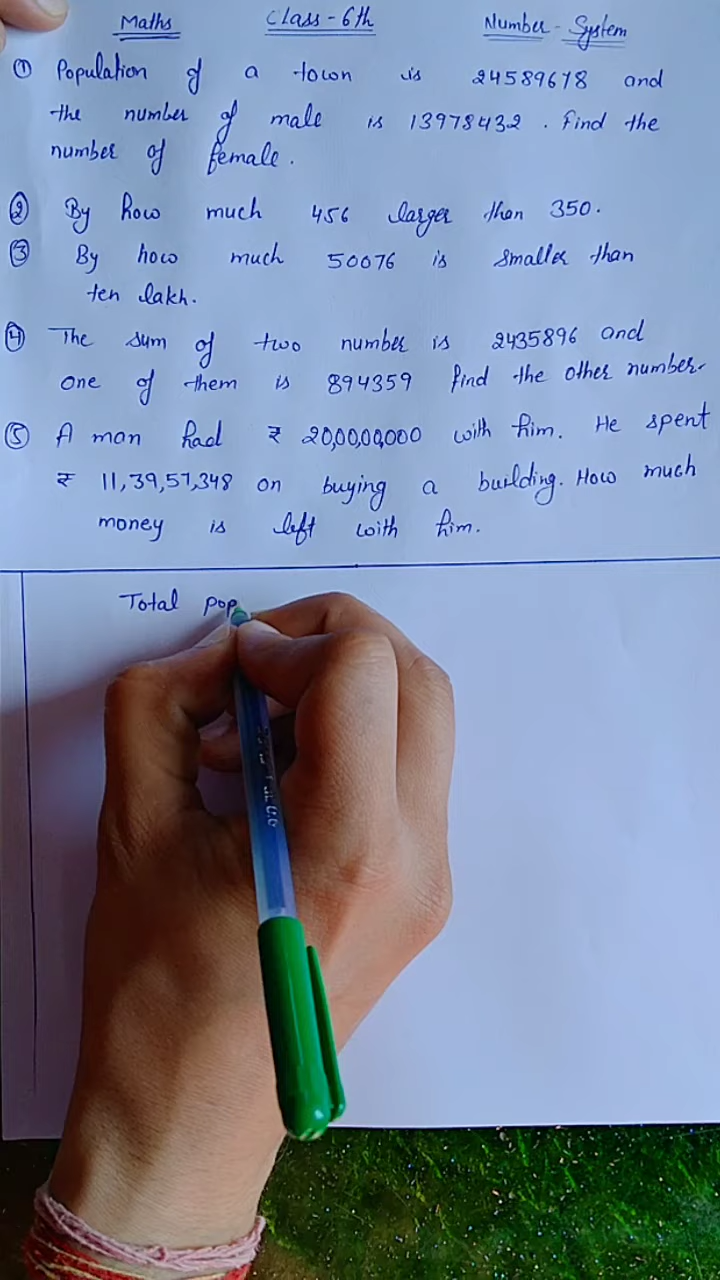 Maths Class - 6th Number - System
① Population of a town is 24589678 and
the number of male is 13978432 . Find the
number of female .
② By how much 456 larger then 350.
③ By how much 50076 is smaller than
ten lakh.
④ The sum of two number is 2435896 and
one of them is 894359 find the other number.
⑤ A man had ₹ 20,00,00,000 with him. He spent
₹ 11,39,57,348 on buying a building. How much
money is left with him.
Total pop